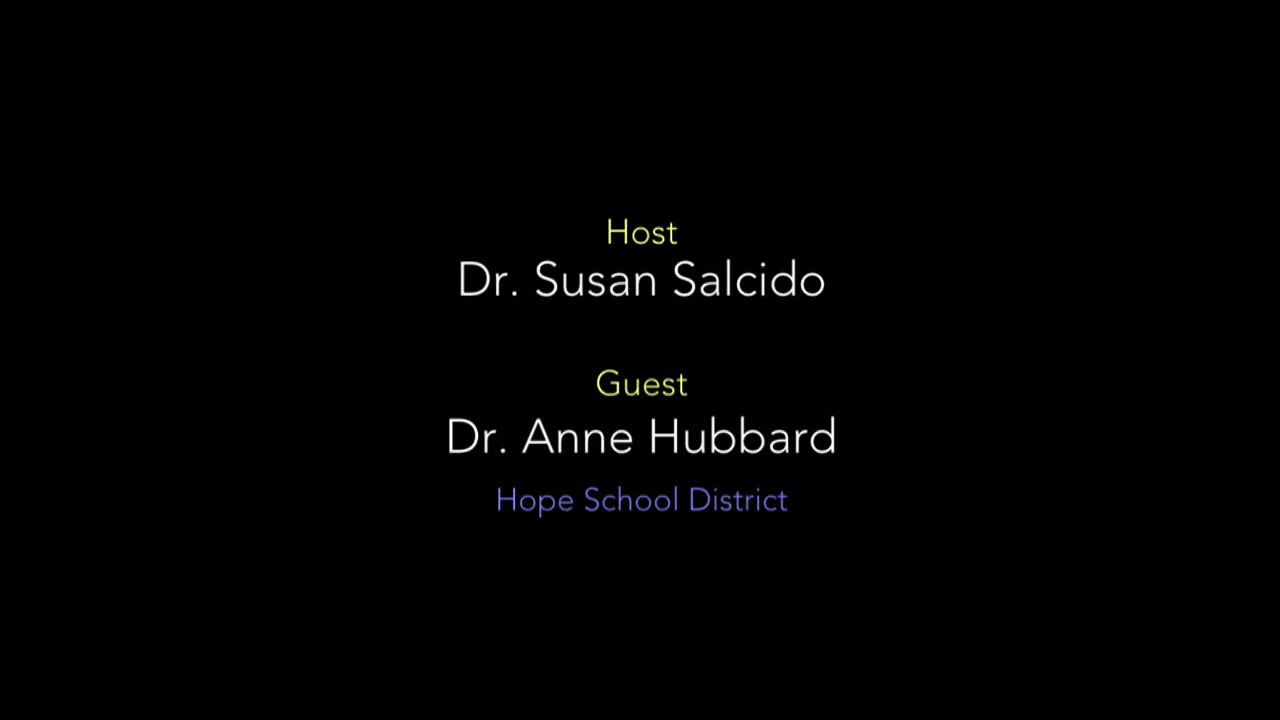 Host
Dr. Susan Salcido
Guest
Dr. Anne Hubbard
Hope School District